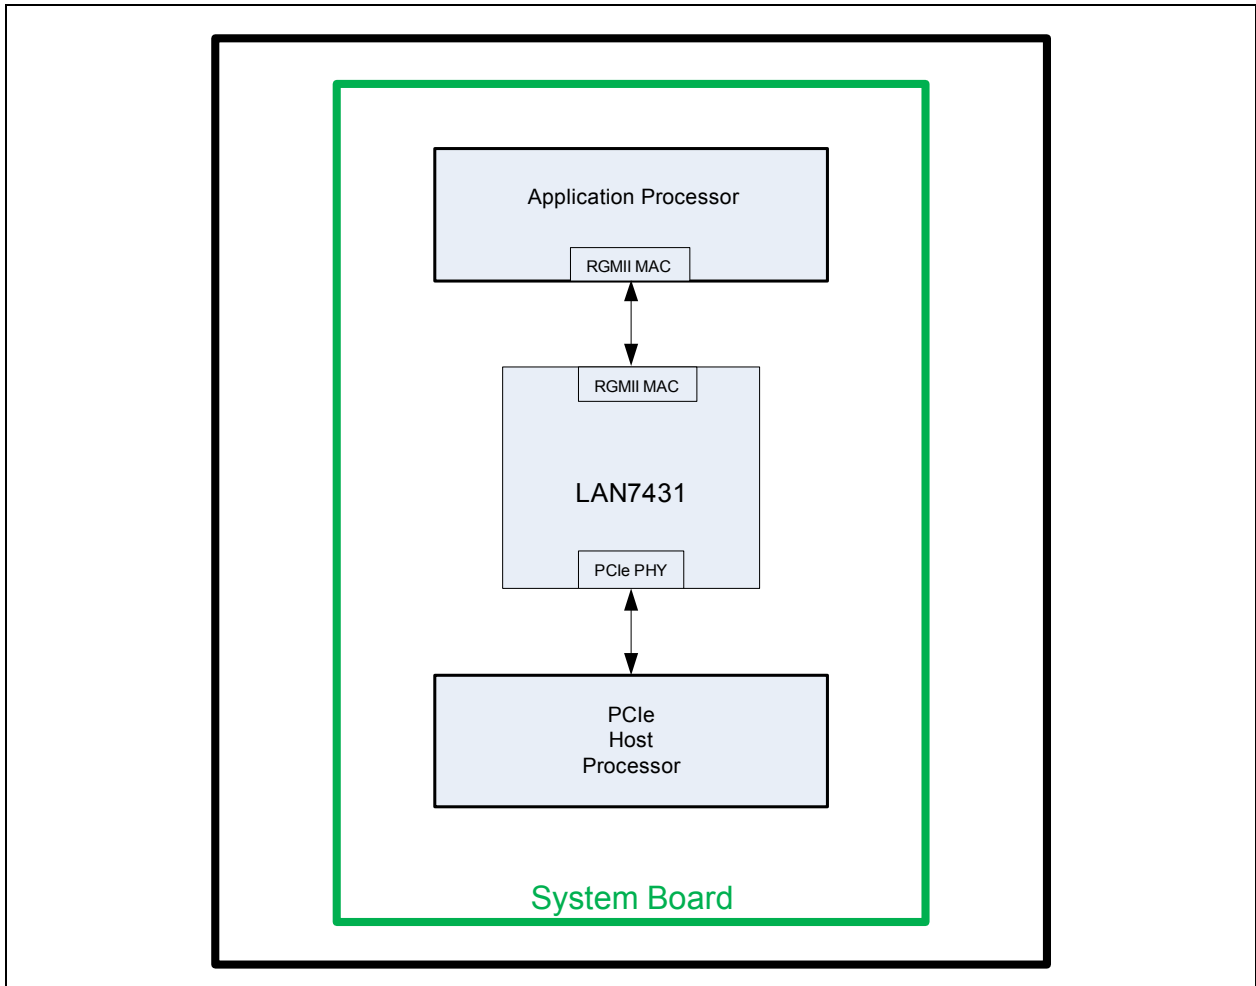 Application Processor
RGMII MAC
RGMII MAC
LAN7431
PCIe PHY
PCIe
Host
Processor
System Board